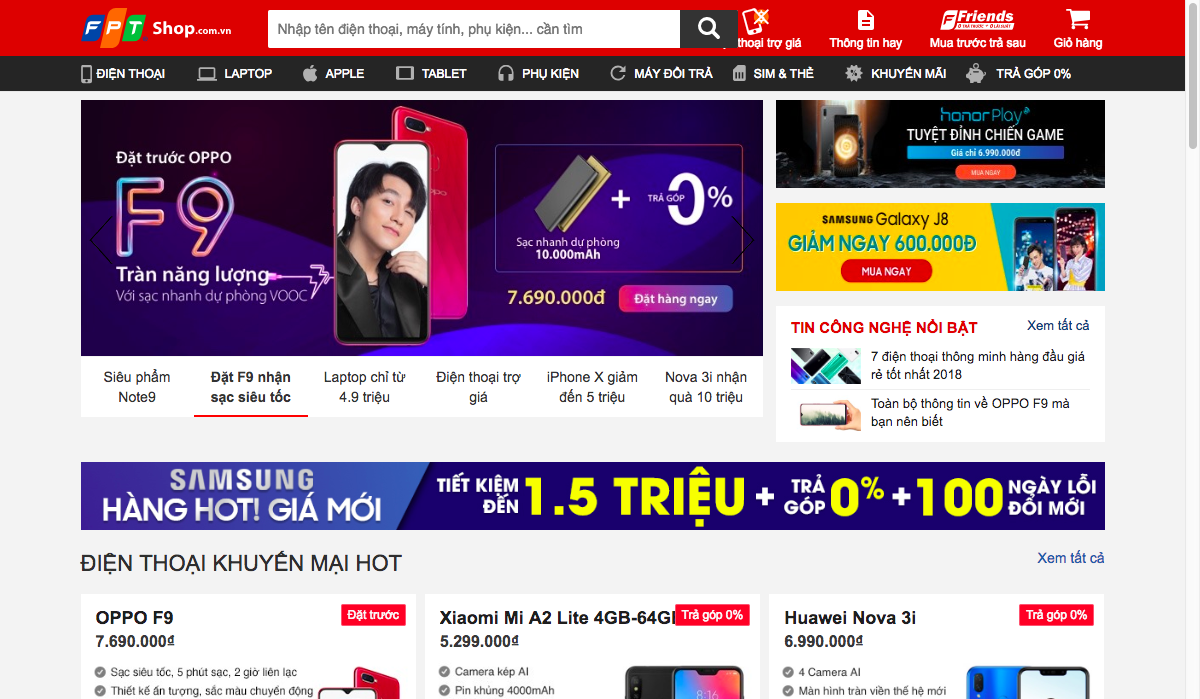 FPT Shop.com.vn
Nhập tên điện thoại, máy tính, phụ kiện... cần tìm
thoại trợ giá
Thông tin hay
F.Friends
Mua trước trả sau
Giỏ hàng
ĐIỆN THOẠI
LAPTOP
APPLE
TABLET
PHỤ KIỆN
MÁY ĐỔI TRẢ
SIM & THẺ
KHUYẾN MÃI
TRẢ GÓP 0%
Đặt trước OPPO
F9
Tràn năng lượng
Với sạc nhanh dự phòng VOOC
Sạc nhanh dự phòng
10.000mAh
+
TRẢ GÓP 0%
7.690.000đ
Đặt hàng ngay
honor Play
TUYỆT ĐỈNH CHIẾN GAME
Giá chỉ 6.990.000đ
MUA NGAY
SAMSUNG Galaxy J8
GIẢM NGAY 600.000Đ
MUA NGAY
Siêu phẩm
Note9
Đặt F9 nhận
sạc siêu tốc
Laptop chỉ từ
4.9 triệu
Điện thoại trợ
giá
iPhone X giảm
đến 5 triệu
Nova 3i nhận
quà 10 triệu
TIN CÔNG NGHỆ NỔI BẬT
Xem tất cả
7 điện thoại thông minh hàng đầu giá
rẻ tốt nhất 2018
Toàn bộ thông tin về OPPO F9 mà
bạn nên biết
SAMSUNG
HÀNG HOT! GIÁ MỚI
TIẾT KIỆM
ĐẾN
1.5 TRIỆU
+
TRẢ
GÓP
0%
+100
NGÀY LỖI
ĐỔI MỚI
ĐIỆN THOẠI KHUYẾN MẠI HOT
Xem tất cả
OPPO F9
Đặt trước
7.690.000₫
Sạc siêu tốc, 5 phút sạc, 2 giờ liên lạc
Thiết kế ấn tượng, sắc màu chuyển động
Xiaomi Mi A2 Lite 4GB-64G
Trả góp 0%
5.299.000₫
Camera kép AI
Pin khủng 4000mAh
8:16
Huawei Nova 3i
Trả góp 0%
6.990.000₫
4 Camera AI
Màn hình tràn viền thế hệ mới